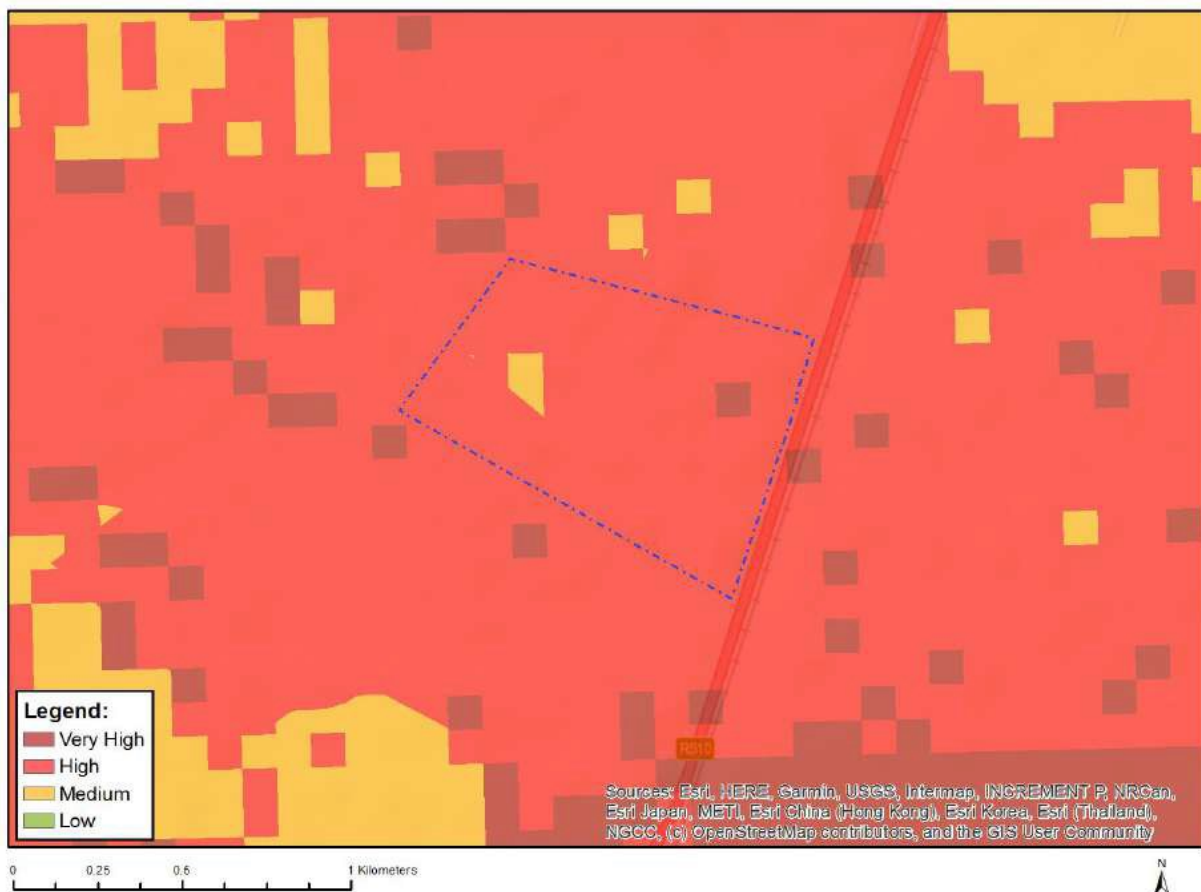 Legend:
Very High
High
Medium
Low
R510
Sources: Esri, HERE, Garmin, USGS, Intermap, INCREMENT P, NRCan,
Esri Japan, METI, Esri China (Hong Kong), Esri Korea, Esri (Thailand),
NGCC, (c) OpenStreetMap contributors, and the GIS User Community
0 0.25 0.5 1 Kilometers
N